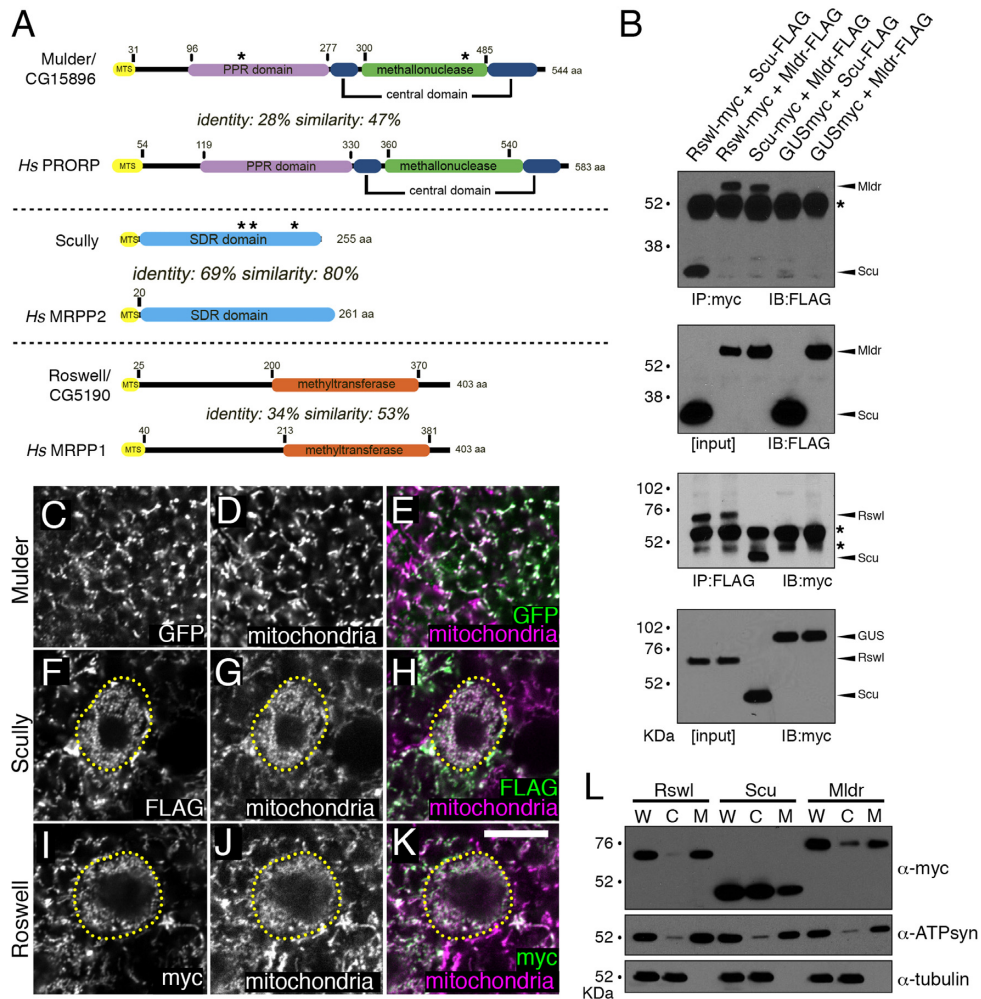 A
Mulder/
CG15896
31
96
277
300
485
*
*
MTS
PPR domain
methallonuclease
544 aa
central domain
identity: 28% similarity: 47%
Hs PRORP
54
119
330
360
540
MTS
PPR domain
methallonuclease
583 aa
central domain
Scully
**
*
MTS
SDR domain
255 aa
identity: 69% similarity: 80%
20
Hs MRPP2
MTS
SDR domain
261 aa
Roswell/
CG5190
25
200
370
MTS
methyltransferase
403 aa
identity: 34% similarity: 53%
40
213
381
Hs MRPP1
MTS
methyltransferase
403 aa
B
Rswl-myc + Scu-FLAG
Rswl-myc + Mldr-FLAG
Scu-myc + Mldr-FLAG
GUSmyc + Scu-FLAG
GUSmyc + Mldr-FLAG
52
38
Mldr
*
Scu
IP:myc IB:FLAG
52
38
Mldr
Scu
[input] IB:FLAG
102
76
52
Rswl
*
*
Scu
IP:FLAG IB:myc
102
76
52
GUS
Rswl
Scu
KDa [input] IB:myc
Mulder
C
GFP
D
mitochondria
E
GFP
mitochondria
Scully
F
FLAG
G
mitochondria
H
FLAG
mitochondria
Roswell
I
myc
J
mitochondria
K
myc
mitochondria
L
Rswl Scu Mldr
W C M W C M W C M
76
52
α-myc
52
α-ATPsyn
52
KDa
α-tubulin